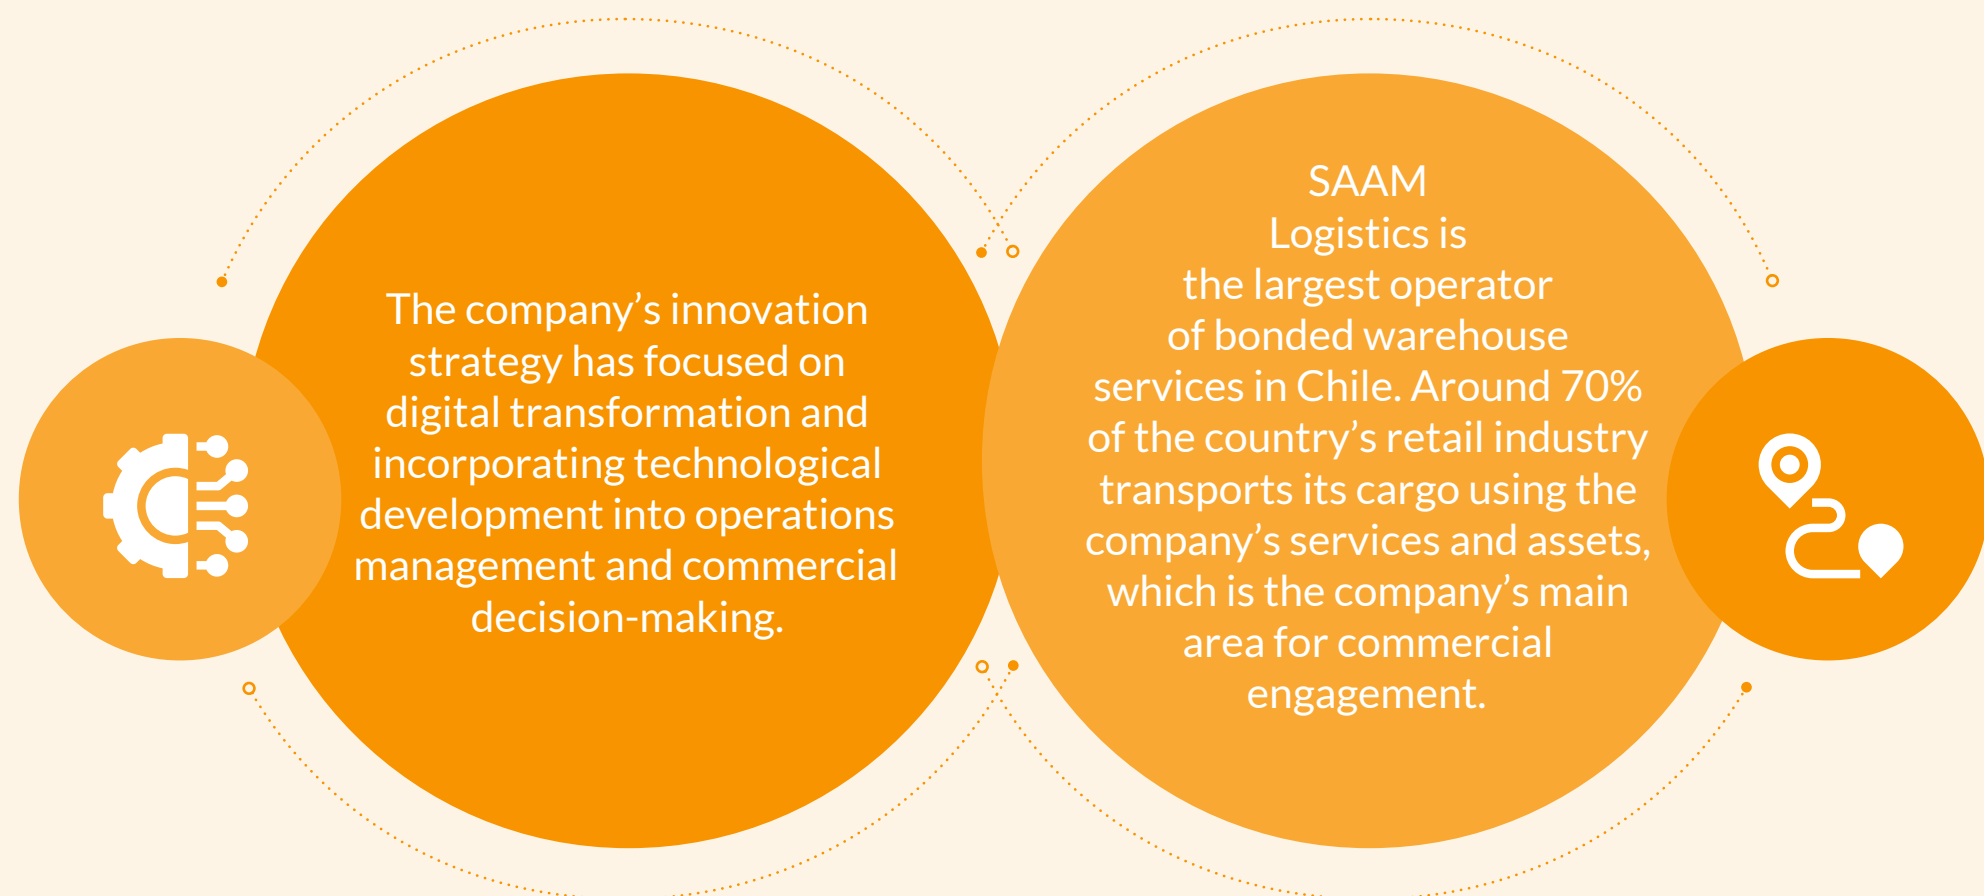 The company’s innovation
strategy has focused on
digital transformation and
incorporating technological
development into operations
management and commercial
decision-making.
SAAM
Logistics is
the largest operator
of bonded warehouse
services in Chile. Around 70%
of the country’s retail industry
transports its cargo using the
company’s services and assets,
which is the company’s main
area for commercial
engagement.